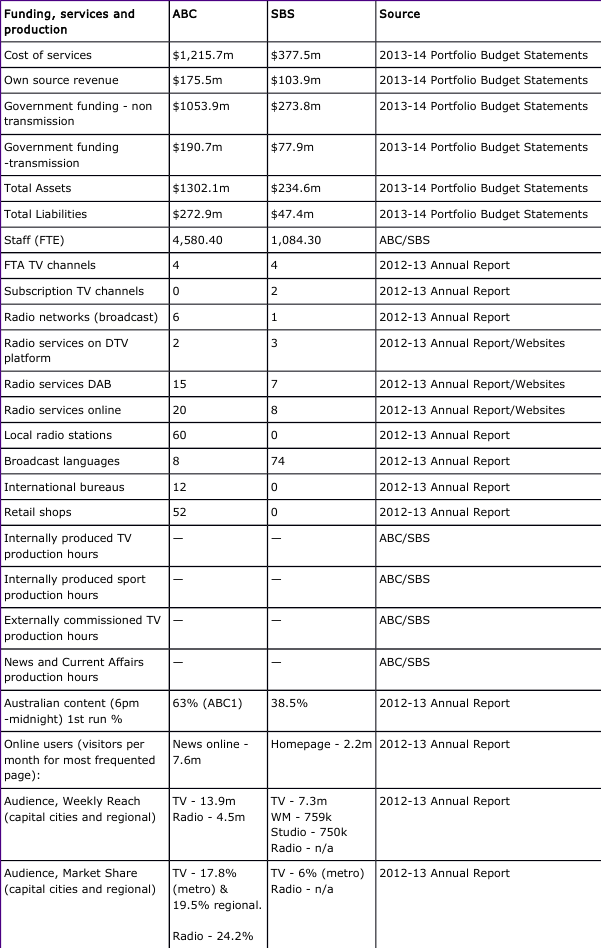 Funding, services and production ABC SBS Source
Cost of services $1,215.7m $377.5m 2013-14 Portfolio Budget Statements
Own source revenue $175.5m $103.9m 2013-14 Portfolio Budget Statements
Government funding - non transmission $1053.9m $273.8m 2013-14 Portfolio Budget Statements
Government funding -transmission $190.7m $77.9m 2013-14 Portfolio Budget Statements
Total Assets $1302.1m $234.6m 2013-14 Portfolio Budget Statements
Total Liabilities $272.9m $47.4m 2013-14 Portfolio Budget Statements
Staff (FTE) 4,580.40 1,084.30 ABC/SBS
FTA TV channels 4 4 2012-13 Annual Report
Subscription TV channels 0 2 2012-13 Annual Report
Radio networks (broadcast) 6 1 2012-13 Annual Report
Radio services on DTV platform 2 3 2012-13 Annual Report/Websites
Radio services DAB 15 7 2012-13 Annual Report/Websites
Radio services online 20 8 2012-13 Annual Report/Websites
Local radio stations 60 0 2012-13 Annual Report
Broadcast languages 8 74 2012-13 Annual Report
International bureaus 12 0 2012-13 Annual Report
Retail shops 52 0 2012-13 Annual Report
Internally produced TV production hours — — ABC/SBS
Internally produced sport production hours — — ABC/SBS
Externally commissioned TV production hours — — ABC/SBS
News and Current Affairs production hours — — ABC/SBS
Australian content (6pm -midnight) 1st run % 63% (ABC1) 38.5% 2012-13 Annual Report
Online users (visitors per month for most frequented page): News online - 7.6m Homepage - 2.2m 2012-13 Annual Report
Audience, Weekly Reach (capital cities and regional) TV - 13.9m Radio - 4.5m TV - 7.3m WM - 759k Studio - 750k Radio - n/a 2012-13 Annual Report
Audience, Market Share (capital cities and regional) TV - 17.8% (metro) & 19.5% regional. Radio - 24.2% TV - 6% (metro) Radio - n/a 2012-13 Annual Report